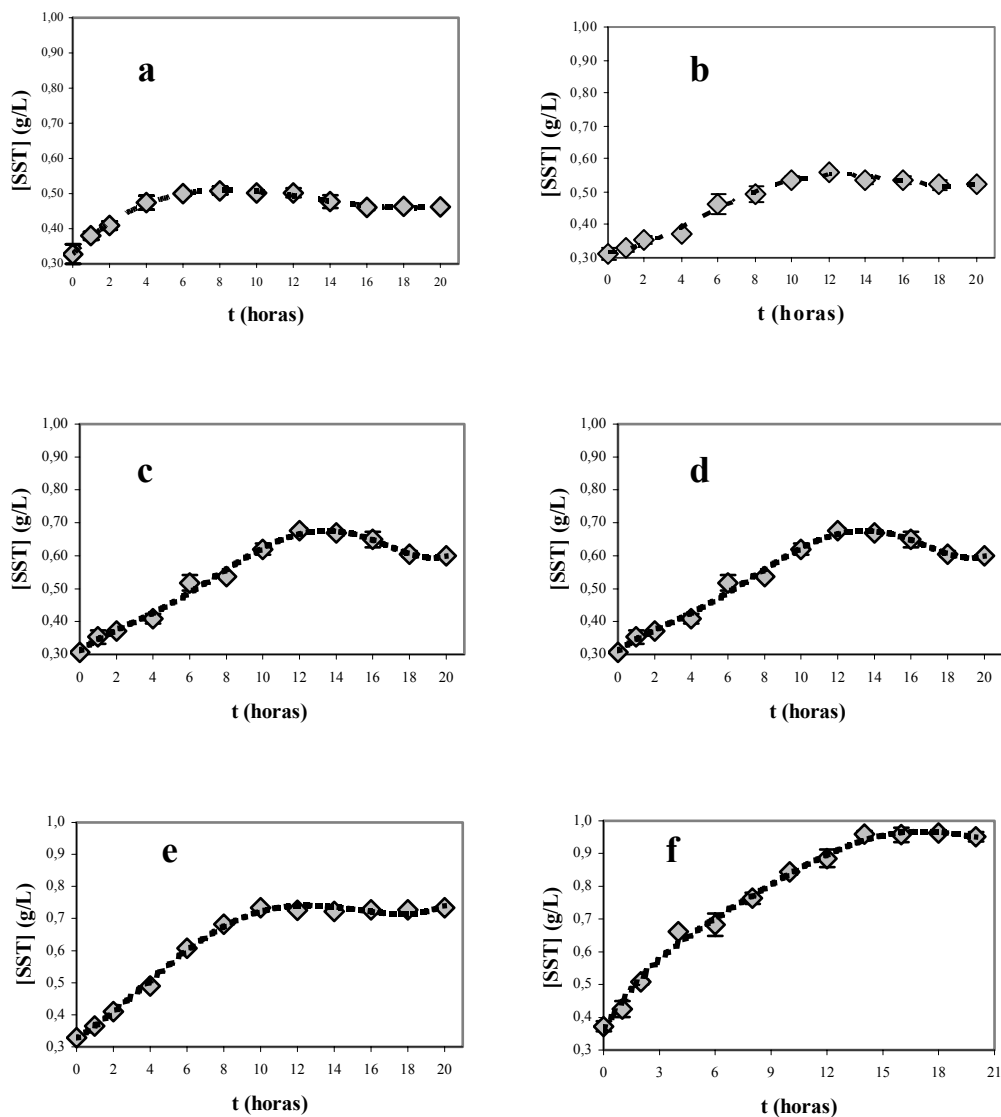 a
[SST] (g/L)
1,00
0,90
0,80
0,70
0,60
0,50
0,40
0,30
0 2 4 6 8 10 12 14 16 18 20
t (horas)
b
[SST] (g/L)
1,00
0,90
0,80
0,70
0,60
0,50
0,40
0,30
0 2 4 6 8 10 12 14 16 18 20
t (horas)
c
[SST] (g/L)
1,00
0,90
0,80
0,70
0,60
0,50
0,40
0,30
0 2 4 6 8 10 12 14 16 18 20
t (horas)
d
[SST] (g/L)
1,00
0,90
0,80
0,70
0,60
0,50
0,40
0,30
0 2 4 6 8 10 12 14 16 18 20
t (horas)
e
[SST] (g/L)
1,0
0,9
0,8
0,7
0,6
0,5
0,4
0,3
0 2 4 6 8 10 12 14 16 18 20
t (horas)
f
[SST] (g/L)
1,0
0,9
0,8
0,7
0,6
0,5
0,4
0,3
0 3 6 9 12 15 18 21
t (horas)